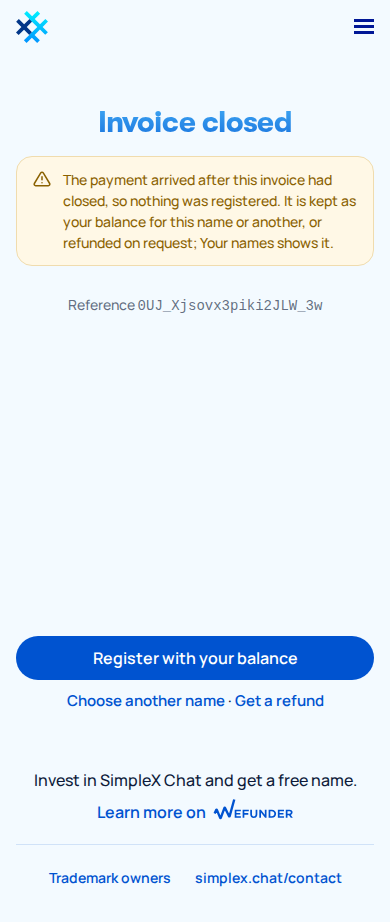 Invoice closed
The payment arrived after this invoice had
closed, so nothing was registered. It is kept as
your balance for this name or another, or
refunded on request; Your names shows it.
Reference 0UJ_Xjsovx3piki2JLW_3w
Register with your balance
Choose another name · Get a refund
Invest in SimpleX Chat and get a free name.
Learn more on WEFUNDER
Trademark owners simplex.chat/contact